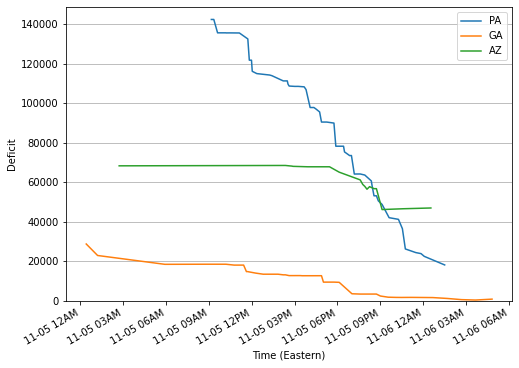 140000
120000
100000
80000
60000
40000
20000
0
Deficit
PA
GA
AZ
11-05 12AM
11-05 03AM
11-05 06AM
11-05 09AM
11-05 12PM
11-05 03PM
11-05 06PM
11-05 09PM
11-06 12AM
11-06 03AM
11-06 06AM
Time (Eastern)